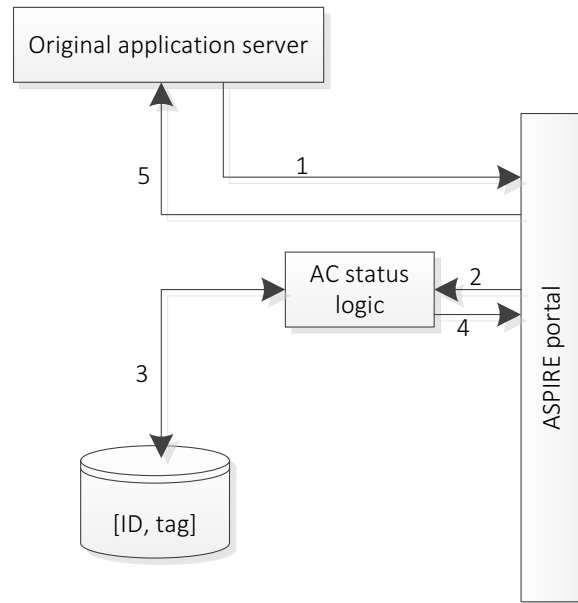 Original application server
1
5
AC status
logic
2
4
3
[ID, tag]
ASPIRE portal